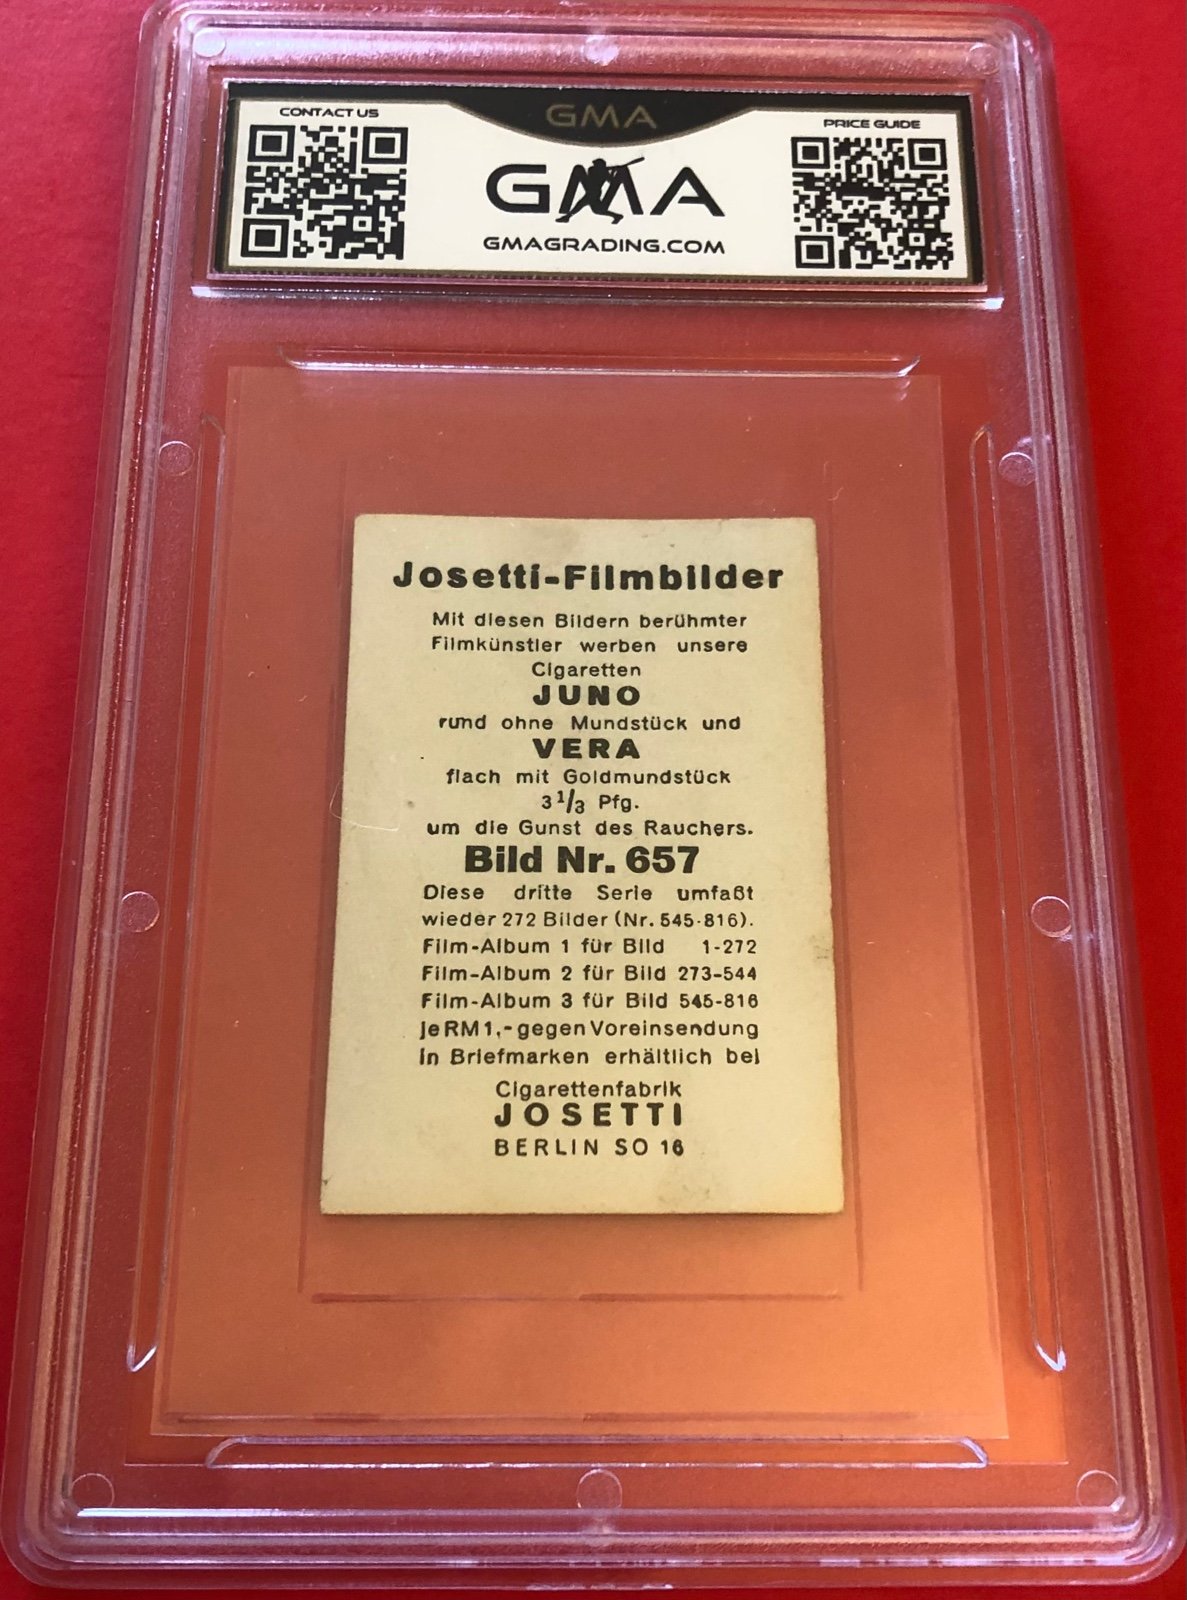 CONTACT US
GMA
PRICE GUIDE
GMA
GMAGRADING.COM
Josetti-Filmbilder
Mit diesen Bildern berühmter
Filmkünstler werben unsere
Cigaretten
JUNO
rund ohne Mundstück und
VERA
flach mit Goldmundstück
3 1/3 Pfg.
um die Gunst des Rauchers.
Bild Nr. 657
Diese dritte Serie umfaßt
wieder 272 Bilder (Nr. 545-816).
Film-Album 1 für Bild 1-272
Film-Album 2 für Bild 273-544
Film-Album 3 für Bild 545-816
je RM 1,- gegen Voreinsendung
in Briefmarken erhältlich bei
Cigarettenfabrik
JOSETTI
BERLIN SO 16